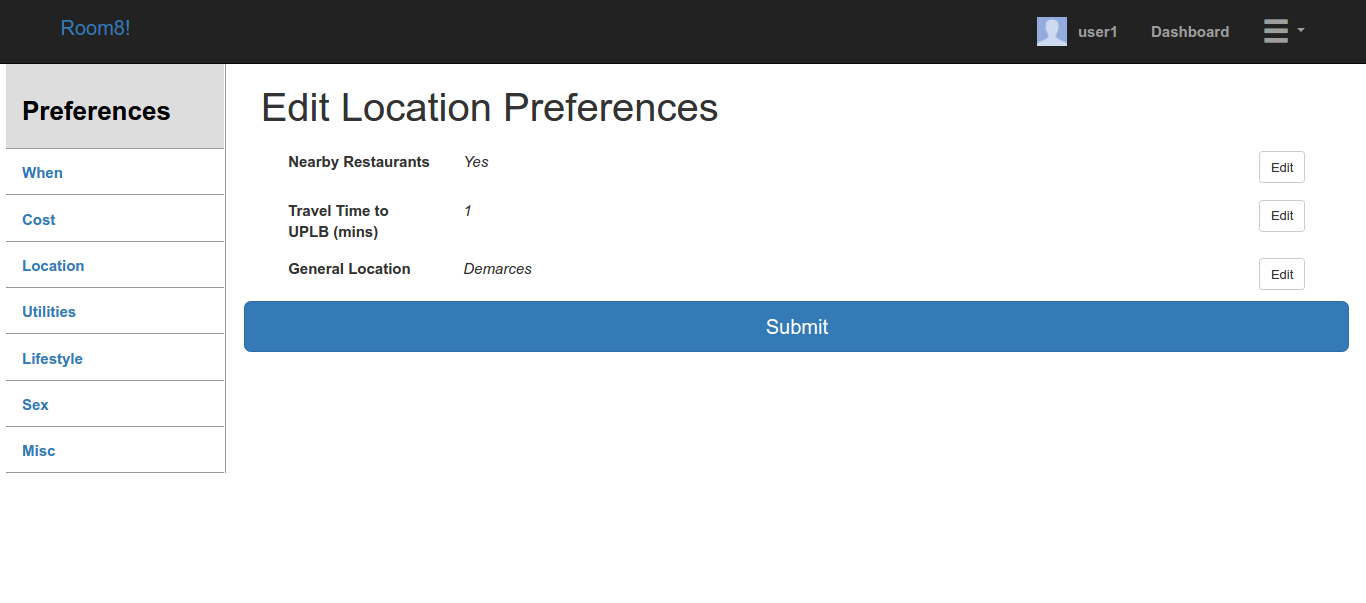 Room8!
user1 Dashboard
Preferences
When
Cost
Location
Utilities
Lifestyle
Sex
Misc
Edit Location Preferences
Nearby Restaurants Yes Edit
Travel Time to 1 Edit
UPLB (mins)
General Location Demarces Edit
Submit